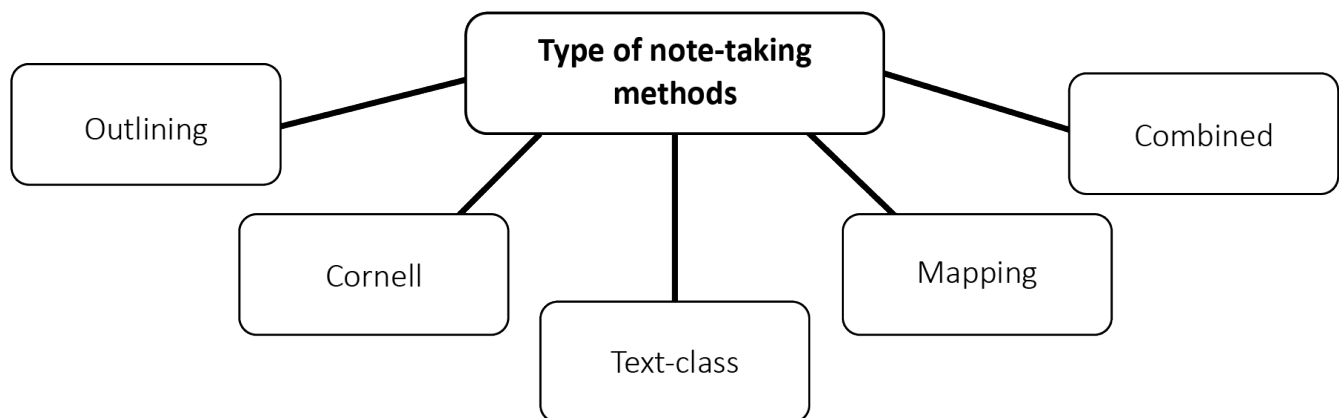 Type of note-taking
methods
Outlining
Combined
Cornell
Mapping
Text-class